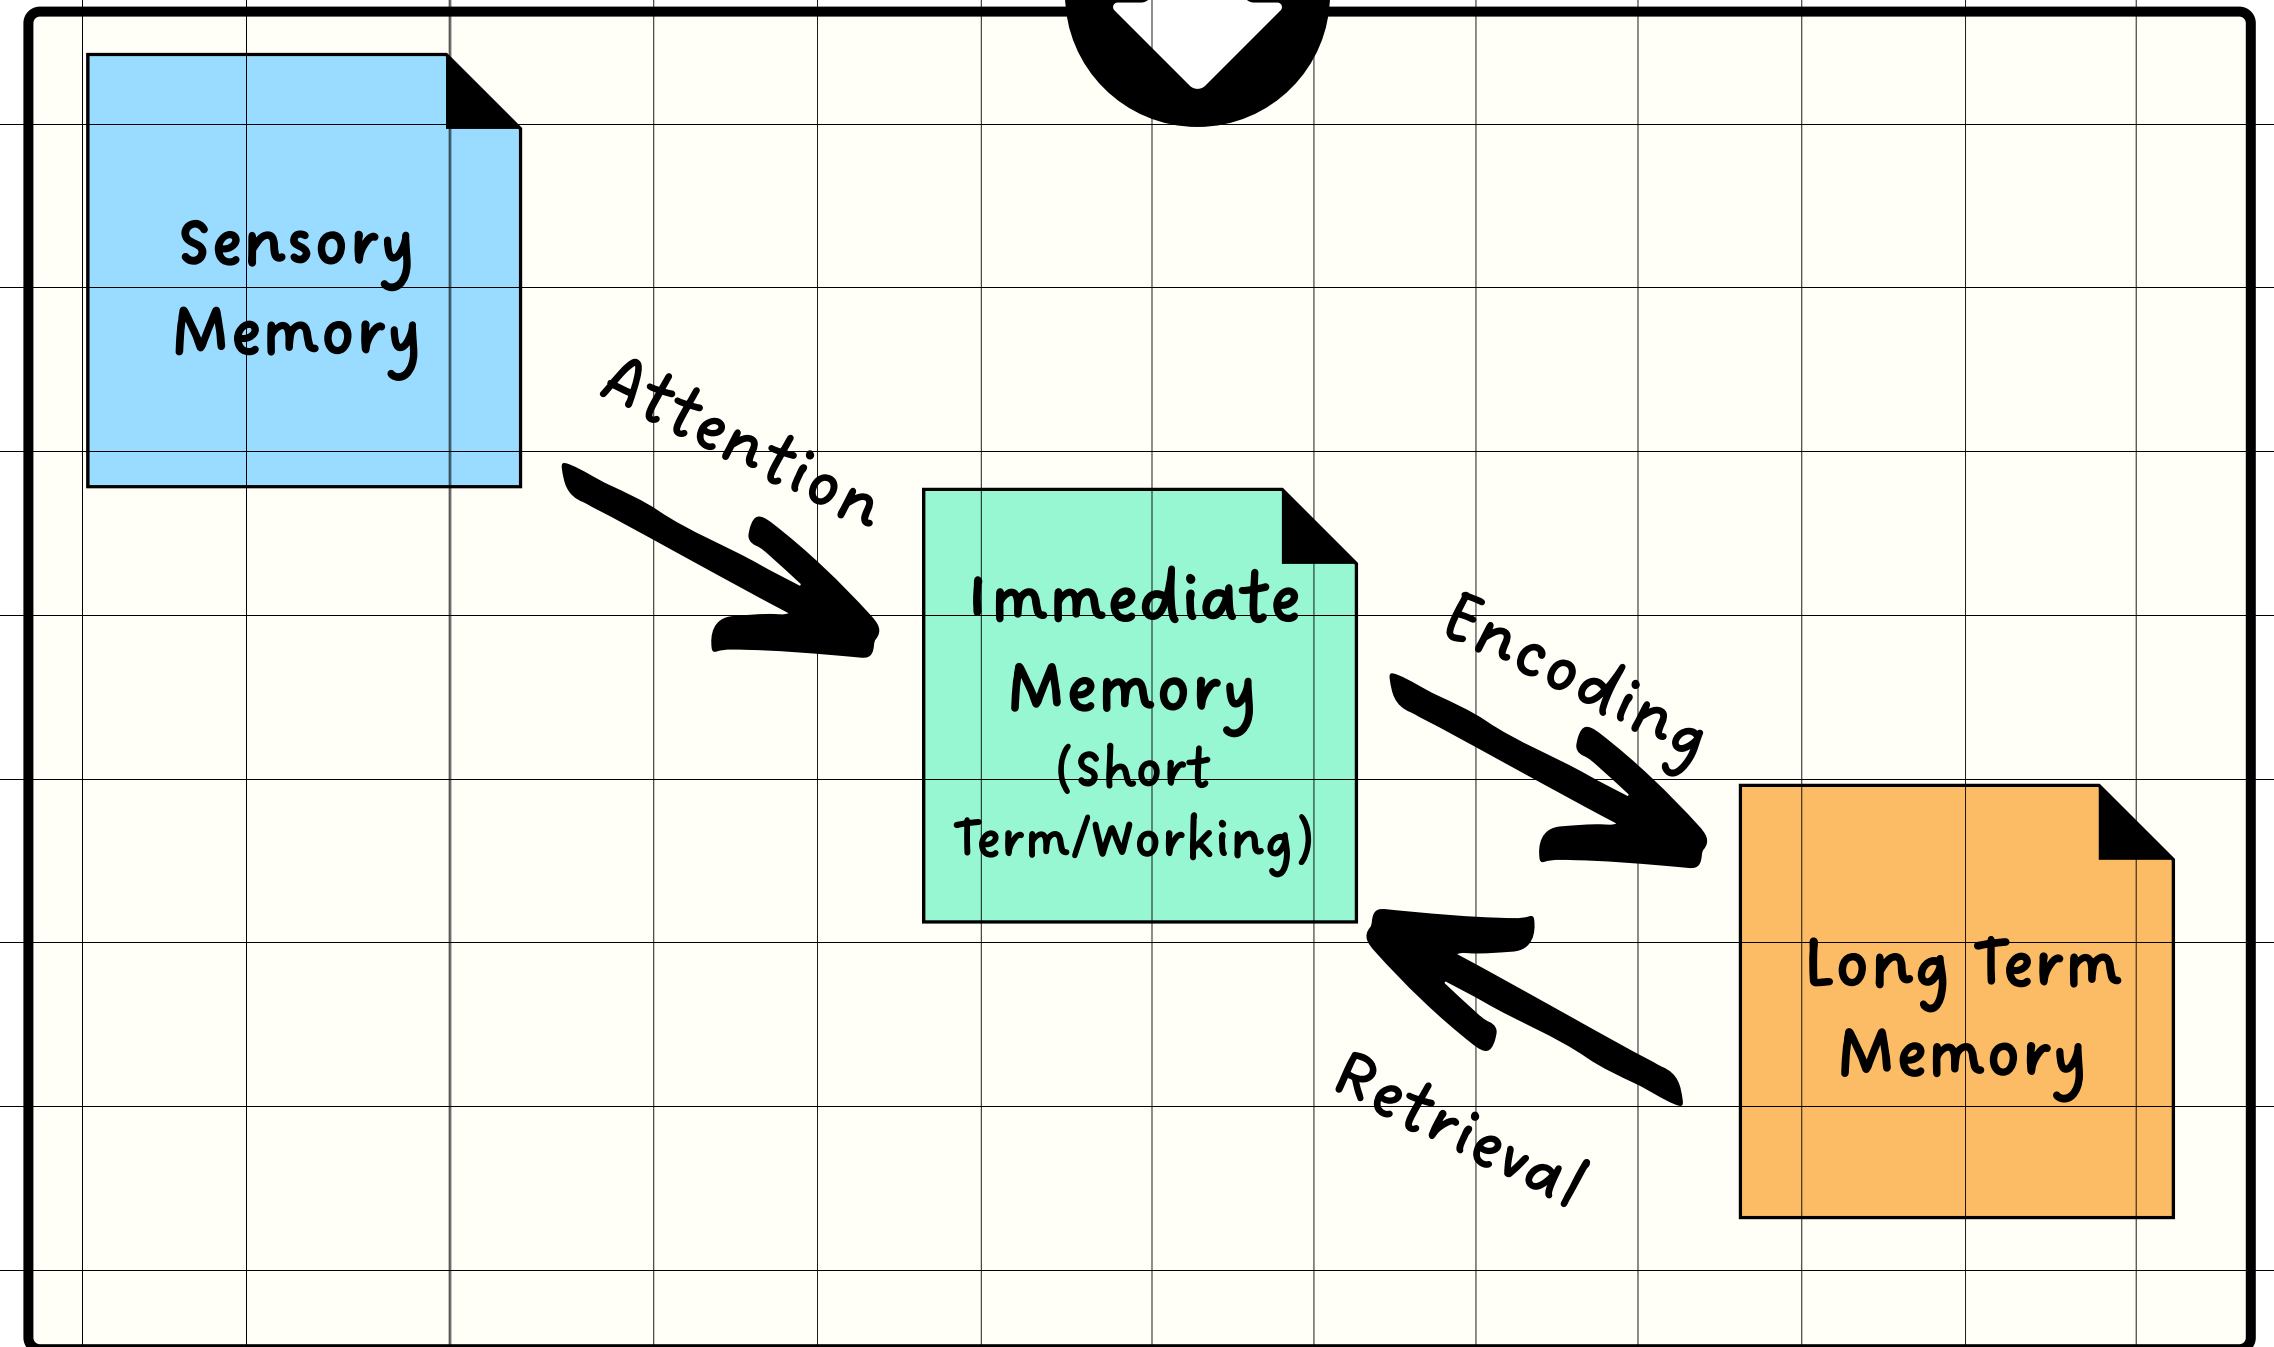 Sensory
Memory
Attention
Immediate
Memory
(Short
Term/Working)
Encoding
Retrieval
Long Term
Memory